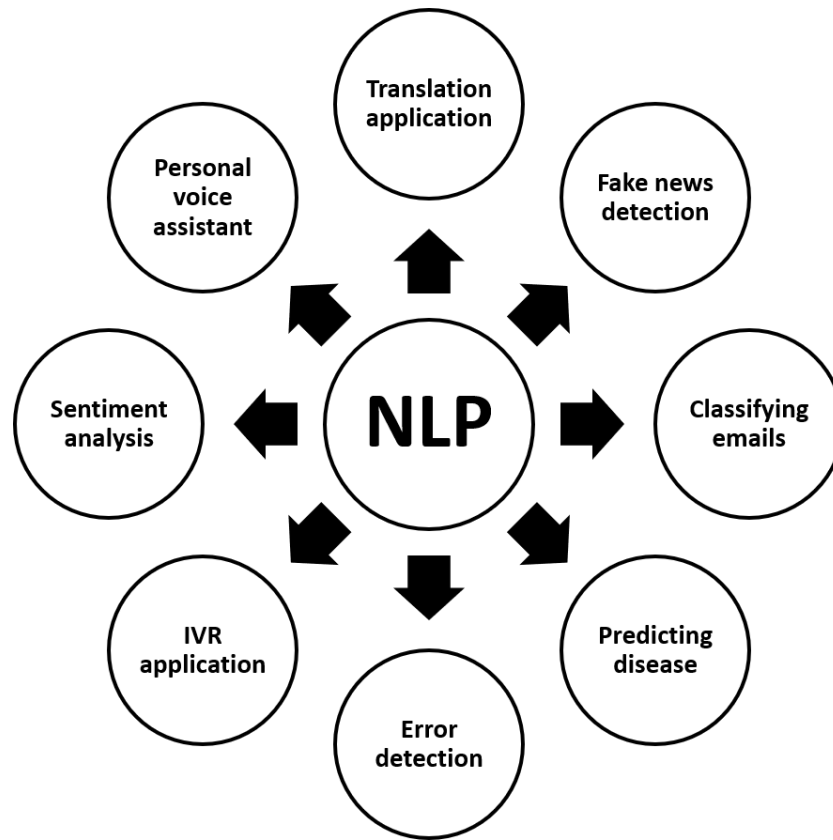 Translation
application
Fake news
detection
Classifying
emails
Predicting
disease
Error
detection
IVR
application
Sentiment
analysis
Personal
voice
assistant
NLP